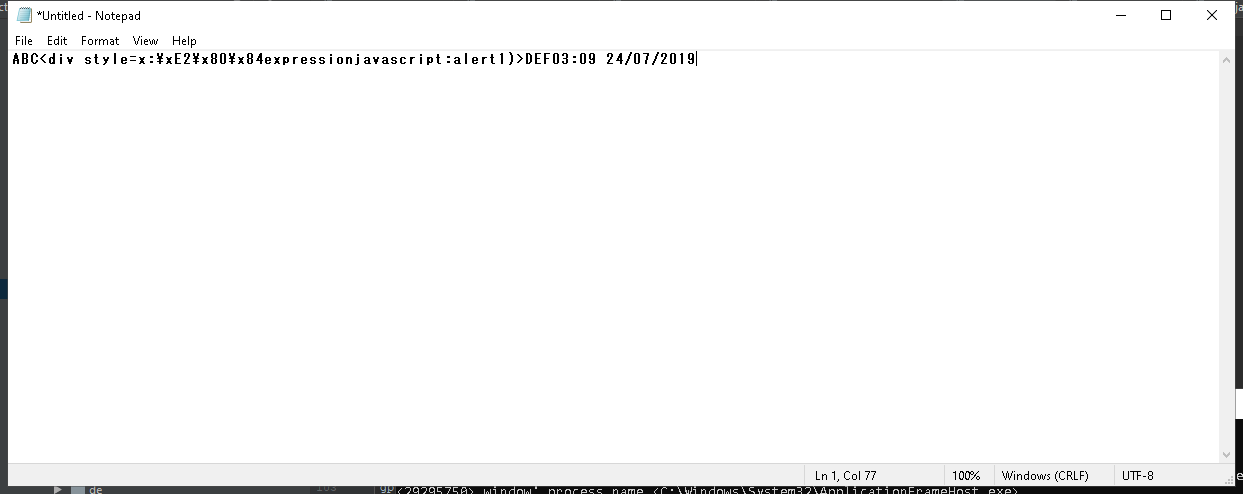 *Untitled - Notepad
File Edit Format View Help
ABC<div style=x:¥xE2¥x80¥x84expressionjavascript:alert1)>DEF03:09 24/07/2019
Ln 1, Col 77 100% Windows (CRLF) UTF-8
de
<29295750> window' process name <C:\Windows\System32\ApplicationFrameHost.exe>